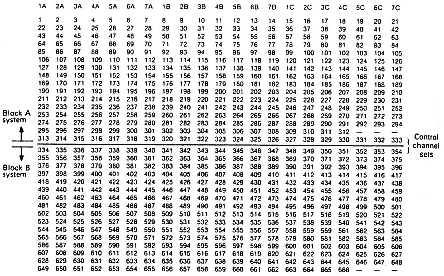 1A 2A 3A 4A 5A 6A 7A 1B 2B 3B 4B 5B 6B 7B 1C 2C 3C 4C 5C 6C 7C
1 2 3 4 5 6 7 8 9 10 11 12 13 14 15 16 17 18 19 20 21
22 23 24 25 26 27 28 29 30 31 32 33 34 35 36 37 38 39 40 41 42
43 44 45 46 47 48 49 50 51 52 53 54 55 56 57 58 59 60 61 62 63
64 65 66 67 68 69 70 71 72 73 74 75 76 77 78 79 80 81 82 83 84
85 86 87 88 89 90 91 92 93 94 95 96 97 98 99 100 101 102 103 104 105
106 107 108 109 110 111 112 113 114 115 116 117 118 119 120 121 122 123 124 125 126
127 128 129 130 131 132 133 134 135 136 137 138 139 140 141 142 143 144 145 146 147
148 149 150 151 152 153 154 155 156 157 158 159 160 161 162 163 164 165 166 167 168
169 170 171 172 173 174 175 176 177 178 179 180 181 182 183 184 185 186 187 188 189
190 191 192 193 194 195 196 197 198 199 200 201 202 203 204 205 206 207 208 209 210
211 212 213 214 215 216 217 218 219 220 221 222 223 224 225 226 227 228 229 230 231
232 233 234 235 236 237 238 239 240 241 242 243 244 245 246 247 248 249 250 251 252
253 254 255 256 257 258 259 260 261 262 263 264 265 266 267 268 269 270 271 272 273
274 275 276 277 278 279 280 281 282 283 284 285 286 287 288 289 290 291 292 293 294
295 296 297 298 299 300 301 302 303 304 305 306 307 308 309 310 311 312 — — —
313 314 315 316 317 318 319 320 321 322 323 324 325 326 327 328 329 330 331 332 333
334 335 336 337 338 339 340 341 342 343 344 345 346 347 348 349 350 351 352 353 354
355 356 357 358 359 360 361 362 363 364 365 366 367 368 369 370 371 372 373 374 375
376 377 378 379 380 381 382 383 384 385 386 387 388 389 390 391 392 393 394 395 396
397 398 399 400 401 402 403 404 405 406 407 408 409 410 411 412 413 414 415 416 417
418 419 420 421 422 423 424 425 426 427 428 429 430 431 432 433 434 435 436 437 438
439 440 441 442 443 444 445 446 447 448 449 450 451 452 453 454 455 456 457 458 459
460 461 462 463 464 465 466 467 468 469 470 471 472 473 474 475 476 477 478 479 480
481 482 483 484 485 486 487 488 489 490 491 492 493 494 495 496 497 498 499 500 501
502 503 504 505 506 507 508 509 510 511 512 513 514 515 516 517 518 519 520 521 522
523 524 525 526 527 528 529 530 531 532 533 534 535 536 537 538 539 540 541 542 543
544 545 546 547 548 549 550 551 552 553 554 555 556 557 558 559 560 561 562 563 564
565 566 567 568 569 570 571 572 573 574 575 576 577 578 579 580 581 582 583 584 585
586 587 588 589 590 591 592 593 594 595 596 597 598 599 600 601 602 603 604 605 606
607 608 609 610 611 612 613 614 615 616 617 618 619 620 621 622 623 624 625 626 627
628 629 630 631 632 633 634 635 636 637 638 639 640 641 642 643 644 645 646 647 648
649 650 651 652 653 654 655 656 657 658 659 660 661 662 663 664 665 666 — — —
Block A
system
Block B
system
Control
channel
sets